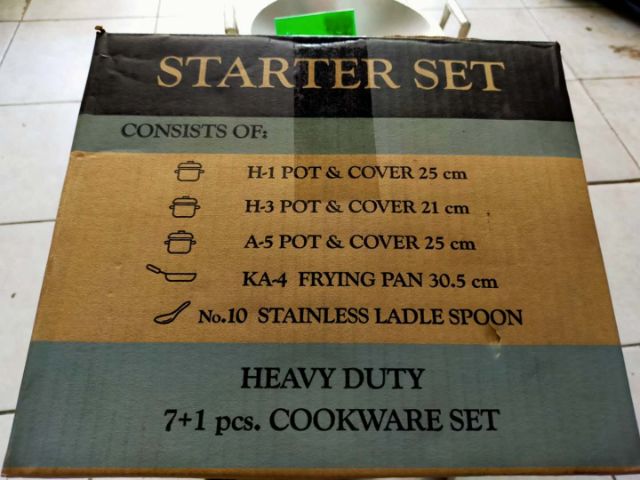 STARTER SET
CONSISTS OF:
H-1 POT & COVER 25 cm
H-3 POT & COVER 21 cm
A-5 POT & COVER 25 cm
KA-4 FRYING PAN 30.5 cm
No.10 STAINLESS LADLE SPOON
HEAVY DUTY
7+1 pcs. COOKWARE SET